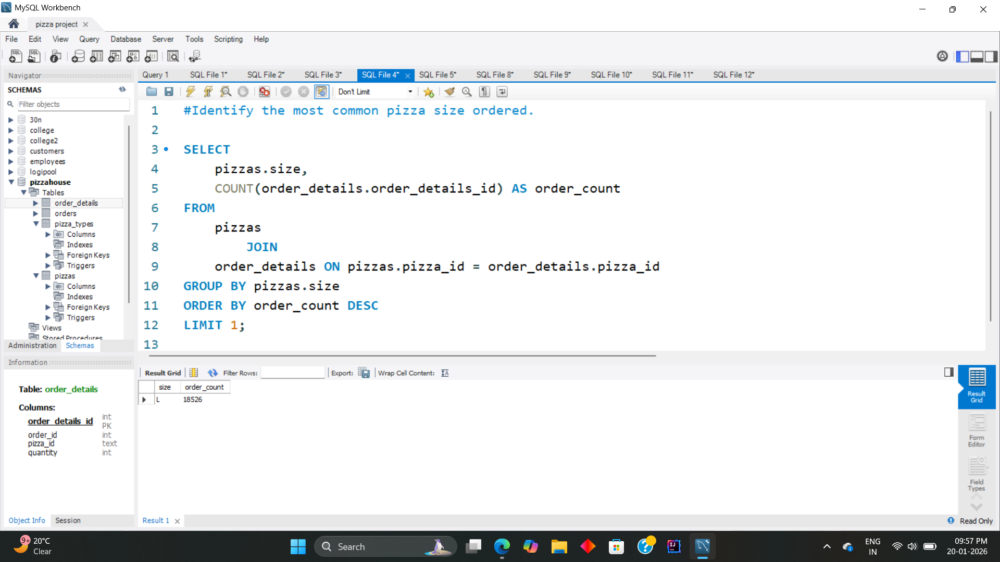 MySQL Workbench
pizza project
File Edit View Query Database Server Tools Scripting Help
Navigator
SCHEMAS
Filter objects
30n
college
college2
customers
employees
logipool
pizzahouse
Tables
order_details
orders
pizza_types
Columns
Indexes
Foreign Keys
Triggers
pizzas
Columns
Indexes
Foreign Keys
Triggers
Views
Stored Procedures
Administration Schemas
Information
Table: order_details
Columns:
order_details_id int PK
order_id int
pizza_id text
quantity int
Object Info Session
Query 1 SQL File 1* SQL File 2* SQL File 3* SQL File 4* SQL File 5* SQL File 8* SQL File 9* SQL File 10* SQL File 11* SQL File 12*
Don't Limit
1 #Identify the most common pizza size ordered.
2
3 SELECT
4 pizzas.size,
5 COUNT(order_details.order_details_id) AS order_count
6 FROM
7 pizzas
8 JOIN
9 order_details ON pizzas.pizza_id = order_details.pizza_id
10 GROUP BY pizzas.size
11 ORDER BY order_count DESC
12 LIMIT 1;
13
Result Grid Filter Rows: Export: Wrap Cell Content:
size order_count
L 18526
Result Grid
Form Editor
Field Types
Result 1
Read Only
9+
20°C
Clear
Search
ENG
IN
09:57 PM
20-01-2026